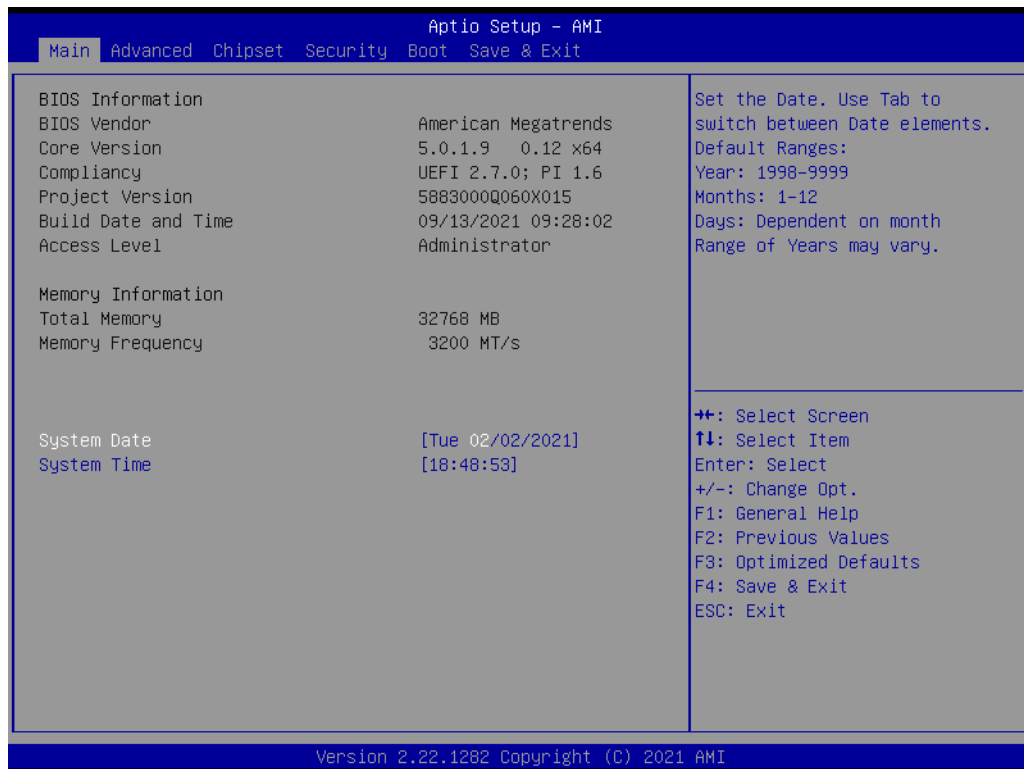 Aptio Setup – AMI
Main Advanced Chipset Security Boot Save & Exit
BIOS Information
BIOS Vendor American Megatrends
Core Version 5.0.1.9 0.12 x64
Compliancy UEFI 2.7.0; PI 1.6
Project Version 5883000Q060X015
Build Date and Time 09/13/2021 09:28:02
Access Level Administrator
Memory Information
Total Memory 32768 MB
Memory Frequency 3200 MT/s
System Date [Tue 02/02/2021]
System Time [18:48:53]
Set the Date. Use Tab to
switch between Date elements.
Default Ranges:
Year: 1998-9999
Months: 1-12
Days: Dependent on month
Range of Years may vary.
→←: Select Screen
↑↓: Select Item
Enter: Select
+/-: Change Opt.
F1: General Help
F2: Previous Values
F3: Optimized Defaults
F4: Save & Exit
ESC: Exit
Version 2.22.1282 Copyright (C) 2021 AMI